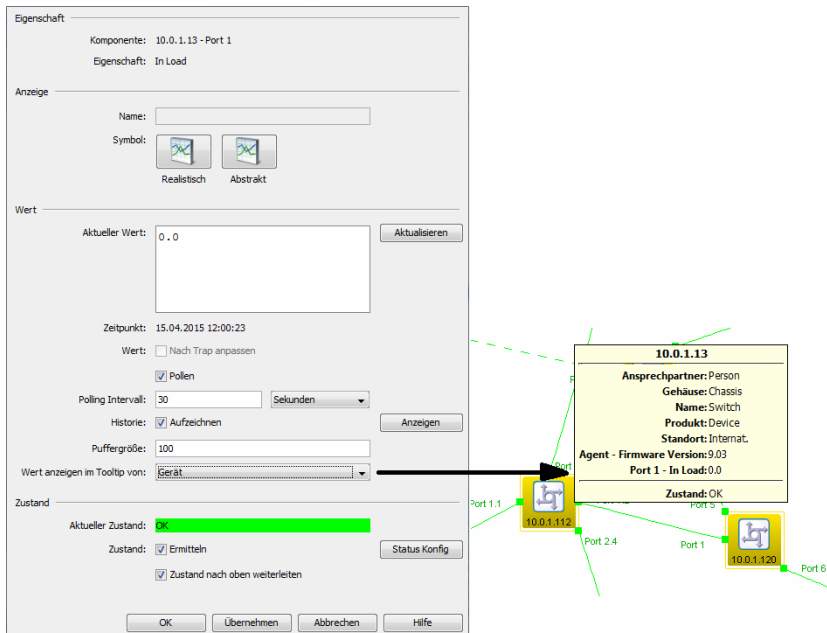 Eigenschaft
Komponente: 10.0.1.13 - Port 1
Eigenschaft: In Load
Anzeige
Name:
Symbol:
Realistisch Abstrakt
Wert
Aktueller Wert: 0.0 Aktualisieren
Zeitpunkt: 15.04.2015 12:00:23
Wert: Nach Trap anpassen
Pollen
Polling Intervall: 30 Sekunden
Historie: Aufzeichnen Anzeigen
Puffergröße: 100
Wert anzeigen im Tooltip von: Gerät
Zustand
Aktueller Zustand: OK
Zustand: Ermitteln Status Konfig
Zustand nach oben weiterleiten
OK Übernehmen Abbrechen Hilfe
10.0.1.13
Ansprechpartner: Person
Gehäuse: Chassis
Name: Switch
Produkt: Device
Standort: Internat.
Agent - Firmware Version: 9.03
Port 1 - In Load: 0.0
Zustand: OK
Port
Port 1.1
Port 5
10.0.1.112
Port 2.4
Port 1
10.0.1.120
Port 6